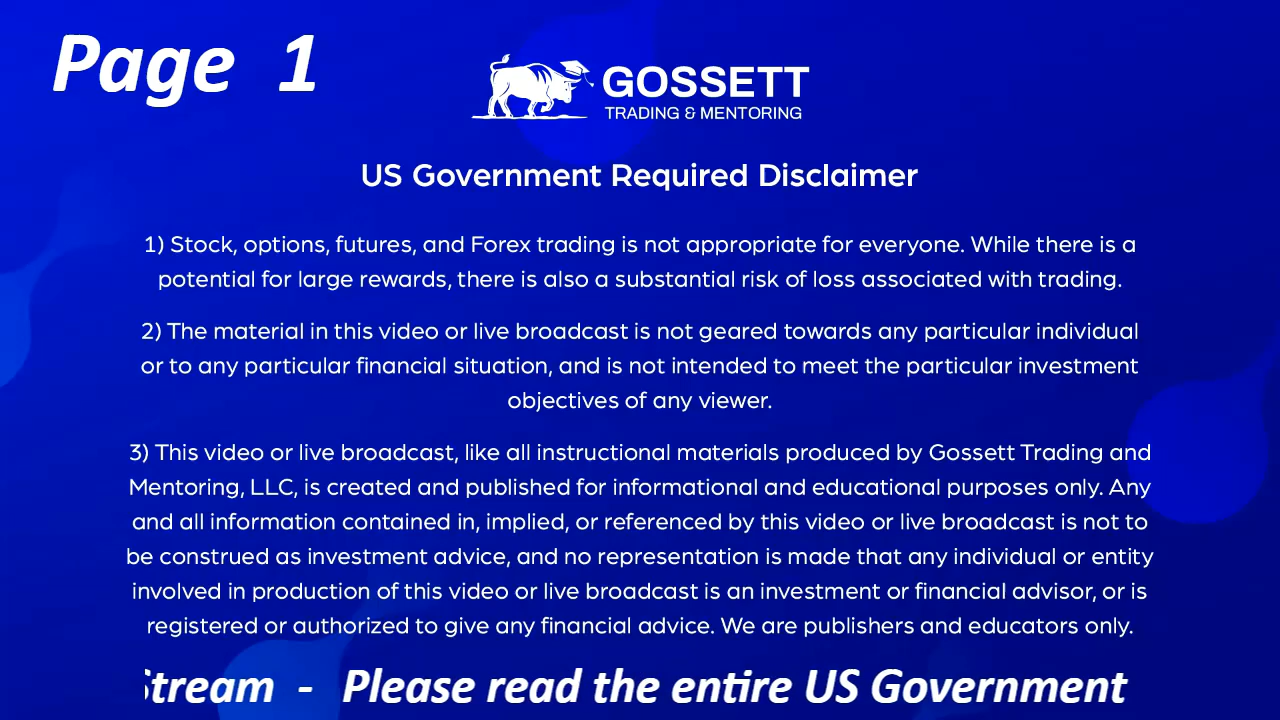 Page 1
GOSSETT
TRADING & MENTORING
US Government Required Disclaimer
1) Stock, options, futures, and Forex trading is not appropriate for everyone. While there is a
potential for large rewards, there is also a substantial risk of loss associated with trading.
2) The material in this video or live broadcast is not geared towards any particular individual
or to any particular financial situation, and is not intended to meet the particular investment
objectives of any viewer.
3) This video or live broadcast, like all instructional materials produced by Gossett Trading and
Mentoring, LLC, is created and published for informational and educational purposes only. Any
and all information contained in, implied, or referenced by this video or live broadcast is not to
be construed as investment advice, and no representation is made that any individual or entity
involved in production of this video or live broadcast is an investment or financial advisor, or is
registered or authorized to give any financial advice. We are publishers and educators only.
Stream - Please read the entire US Government